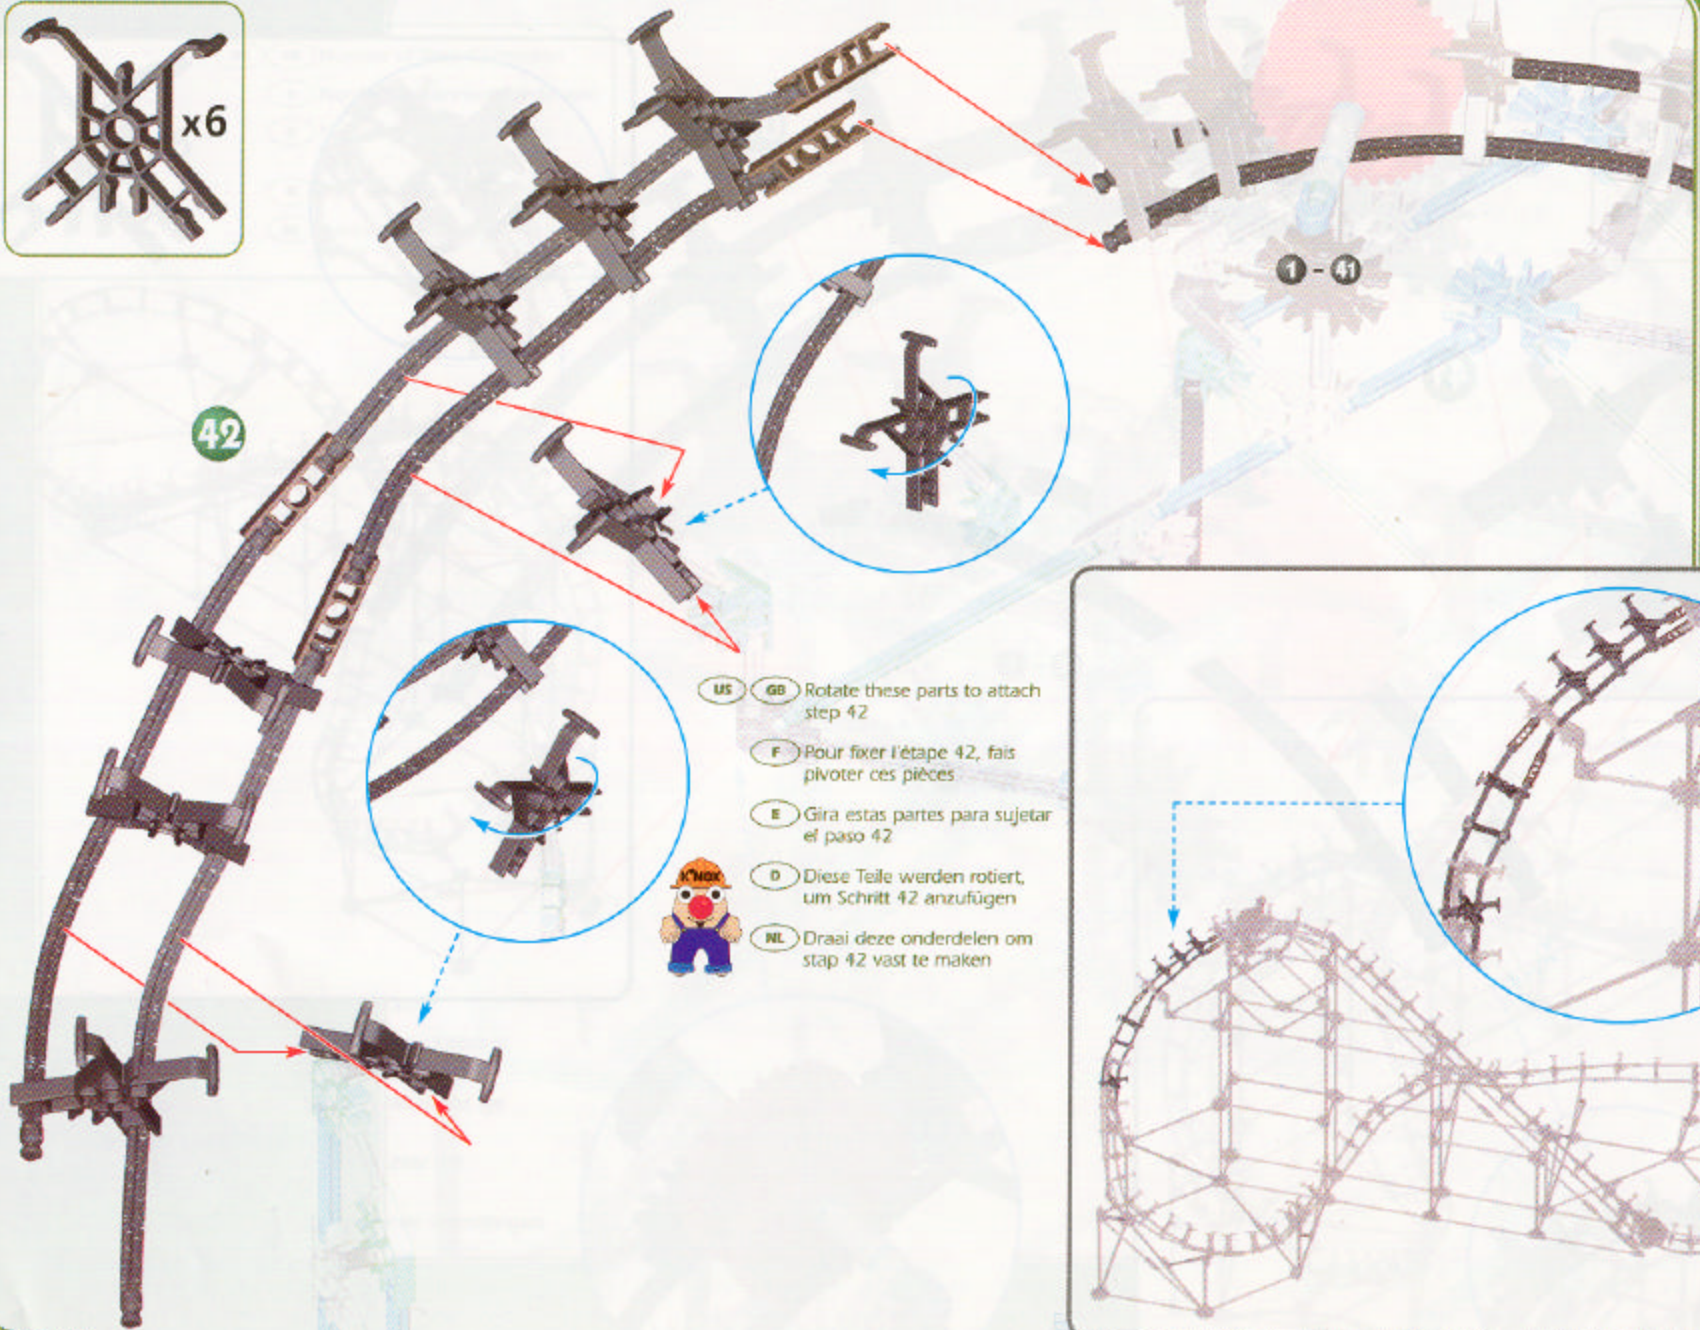 x6
1 - 41
42
US GB Rotate these parts to attach
step 42
F Pour fixer l'étape 42, fais
pivoter ces pièces
E Gira estas partes para sujetar
el paso 42
K'NEX
D Diese Teile werden rotiert,
um Schritt 42 anzufügen
NL Draai deze onderdelen om
stap 42 vast te maken